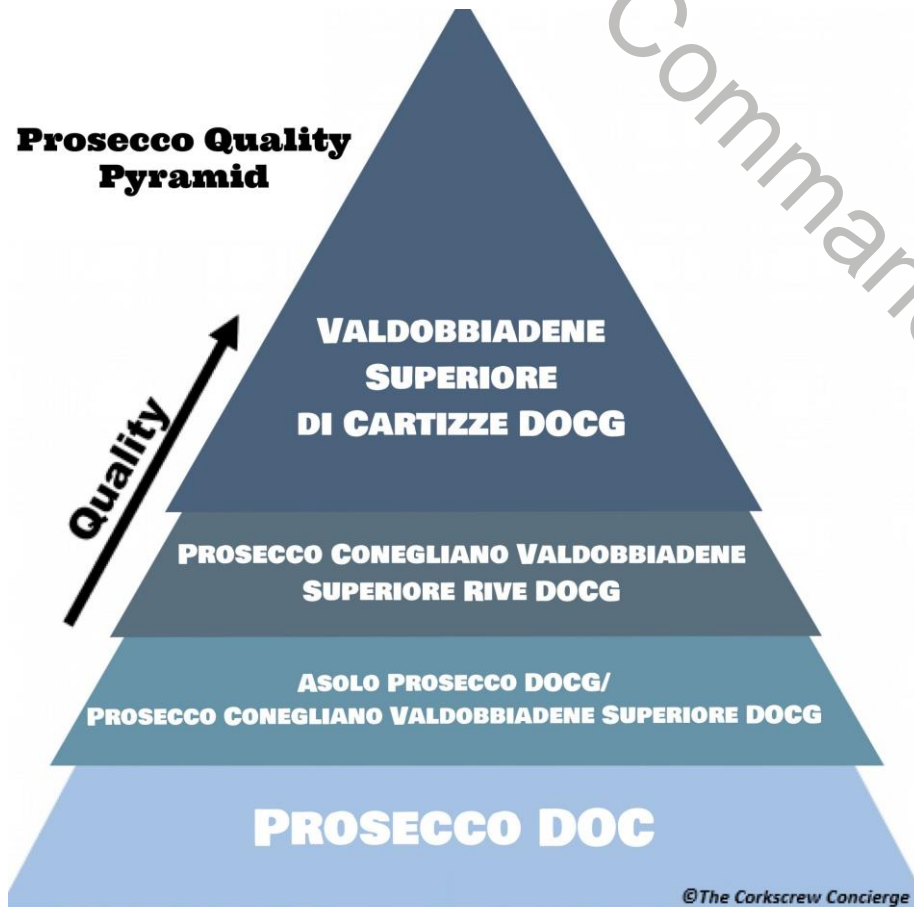 Prosecco Quality
Pyramid
Quality
VALDOBBIADENE
SUPERIORE
DI CARTIZZE DOCG
PROSECCO CONEGLIANO VALDOBBIADENE
SUPERIORE RIVE DOCG
ASOLO PROSECCO DOCG/
PROSECCO CONEGLIANO VALDOBBIADENE SUPERIORE DOCG
PROSECCO DOC
©The Corkscrew Concierge